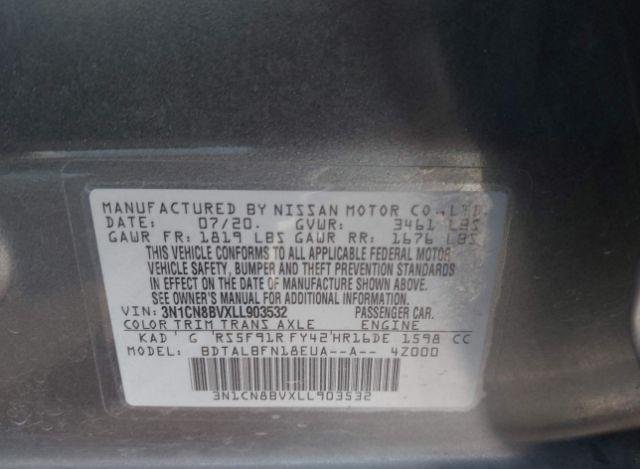 MANUFACTURED BY NISSAN MOTOR CO.,LTD.
DATE: 07/20. GVWR: 3461 LBS
GAWR FR: 1819 LBS GAWR RR: 1676 LBS
THIS VEHICLE CONFORMS TO ALL APPLICABLE FEDERAL MOTOR
VEHICLE SAFETY, BUMPER AND THEFT PREVENTION STANDARDS
IN EFFECT ON THE DATE OF MANUFACTURE SHOWN ABOVE.
SEE OWNER'S MANUAL FOR ADDITIONAL INFORMATION.
VIN: 3N1CN8BVXLL903532 PASSENGER CAR.
COLOR TRIM TRANS AXLE ENGINE
KAD G RS5F91R FY42 HR16DE 1598 CC
MODEL: BDTALBFN18EUA--A-- 4Z000
3N1CN8BVXLL903532